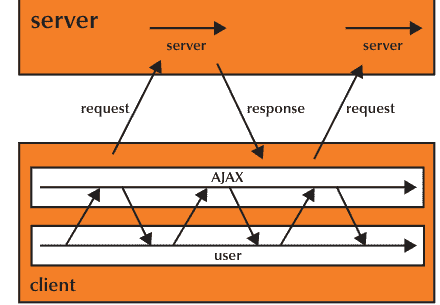 server
server
server
request
response
request
AJAX
user
client